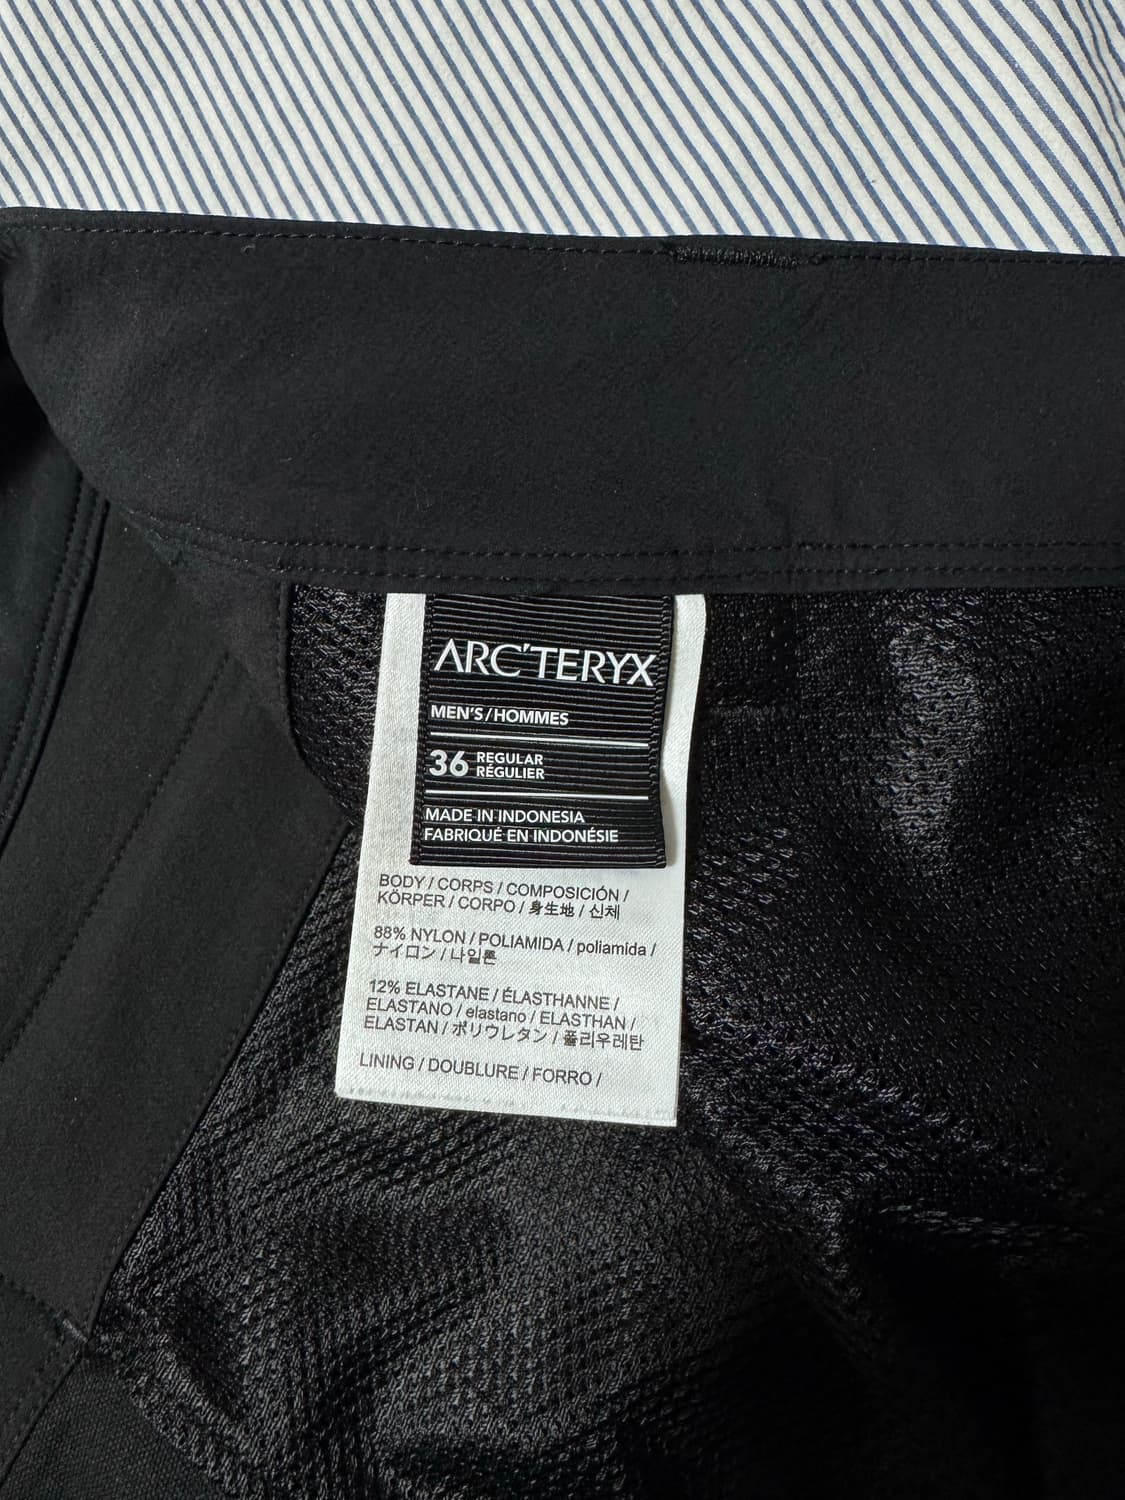 ARC'TERYX
MEN'S/HOMMES
36 REGULAR
RÉGULIER
MADE IN INDONESIA
FABRIQUÉ EN INDONÉSIE
BODY / CORPS / COMPOSICIÓN /
KÖRPER / CORPO / 身生地 / 신체
88% NYLON / POLIAMIDA / poliamida /
ナイロン / 나일론
12% ELASTANE / ÉLASTHANNE /
ELASTANO / elastano / ELASTHAN /
ELASTAN / ポリウレタン / 폴리우레탄
LINING / DOUBLURE / FORRO /